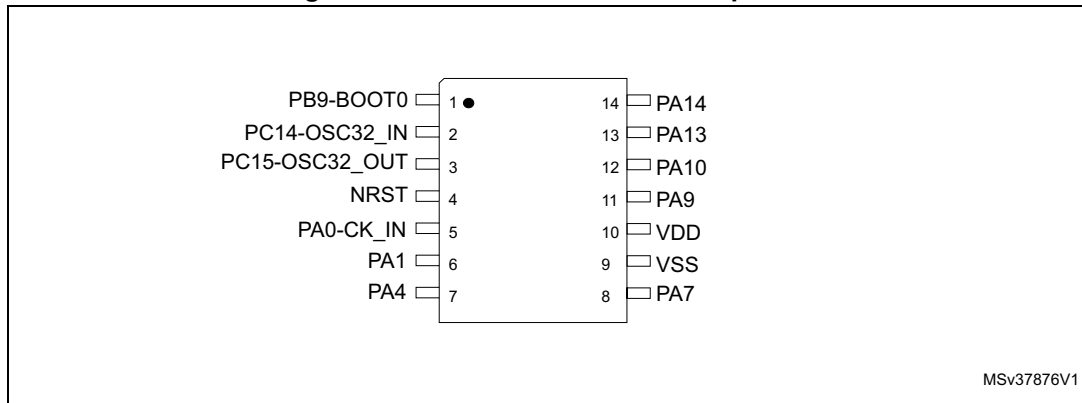 PB9-BOOT0 1 14 PA14
PC14-OSC32_IN 2 13 PA13
PC15-OSC32_OUT 3 12 PA10
NRST 4 11 PA9
PA0-CK_IN 5 10 VDD
PA1 6 9 VSS
PA4 7 8 PA7
MSv37876V1